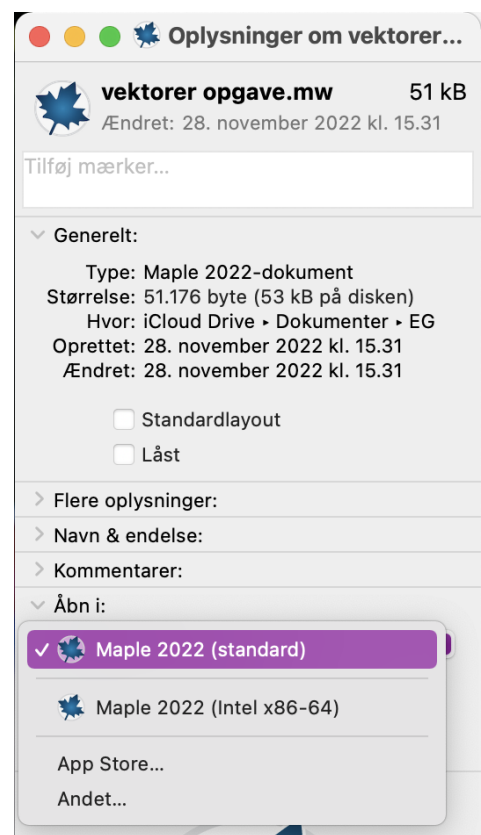 Oplysninger om vektorer...
vektorer opgave.mw 51 kB
Ændret: 28. november 2022 kl. 15.31
Tilføj mærker...
Generelt:
Type: Maple 2022-dokument
Størrelse: 51.176 byte (53 kB på disken)
Hvor: iCloud Drive ▸ Dokumenter ▸ EG
Oprettet: 28. november 2022 kl. 15.31
Ændret: 28. november 2022 kl. 15.31
Standardlayout
Låst
Flere oplysninger:
Navn & endelse:
Kommentarer:
Åbn i:
Maple 2022 (standard)
Maple 2022 (Intel x86-64)
App Store...
Andet...